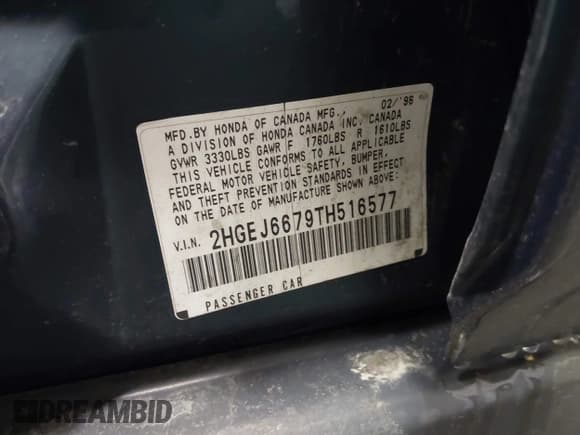 MFD. BY HONDA OF CANADA MFG., 02/'96
A DIVISION OF HONDA CANADA INC. CANADA
GVWR 3330LBS GAWR F 1760LBS R 1610LBS
THIS VEHICLE CONFORMS TO ALL APPLICABLE
FEDERAL MOTOR VEHICLE SAFETY, BUMPER,
AND THEFT PREVENTION STANDARDS IN EFFECT
ON THE DATE OF MANUFACTURE SHOWN ABOVE:
V.I.N. 2HGEJ6679TH516577
PASSENGER CAR
DREAMBID